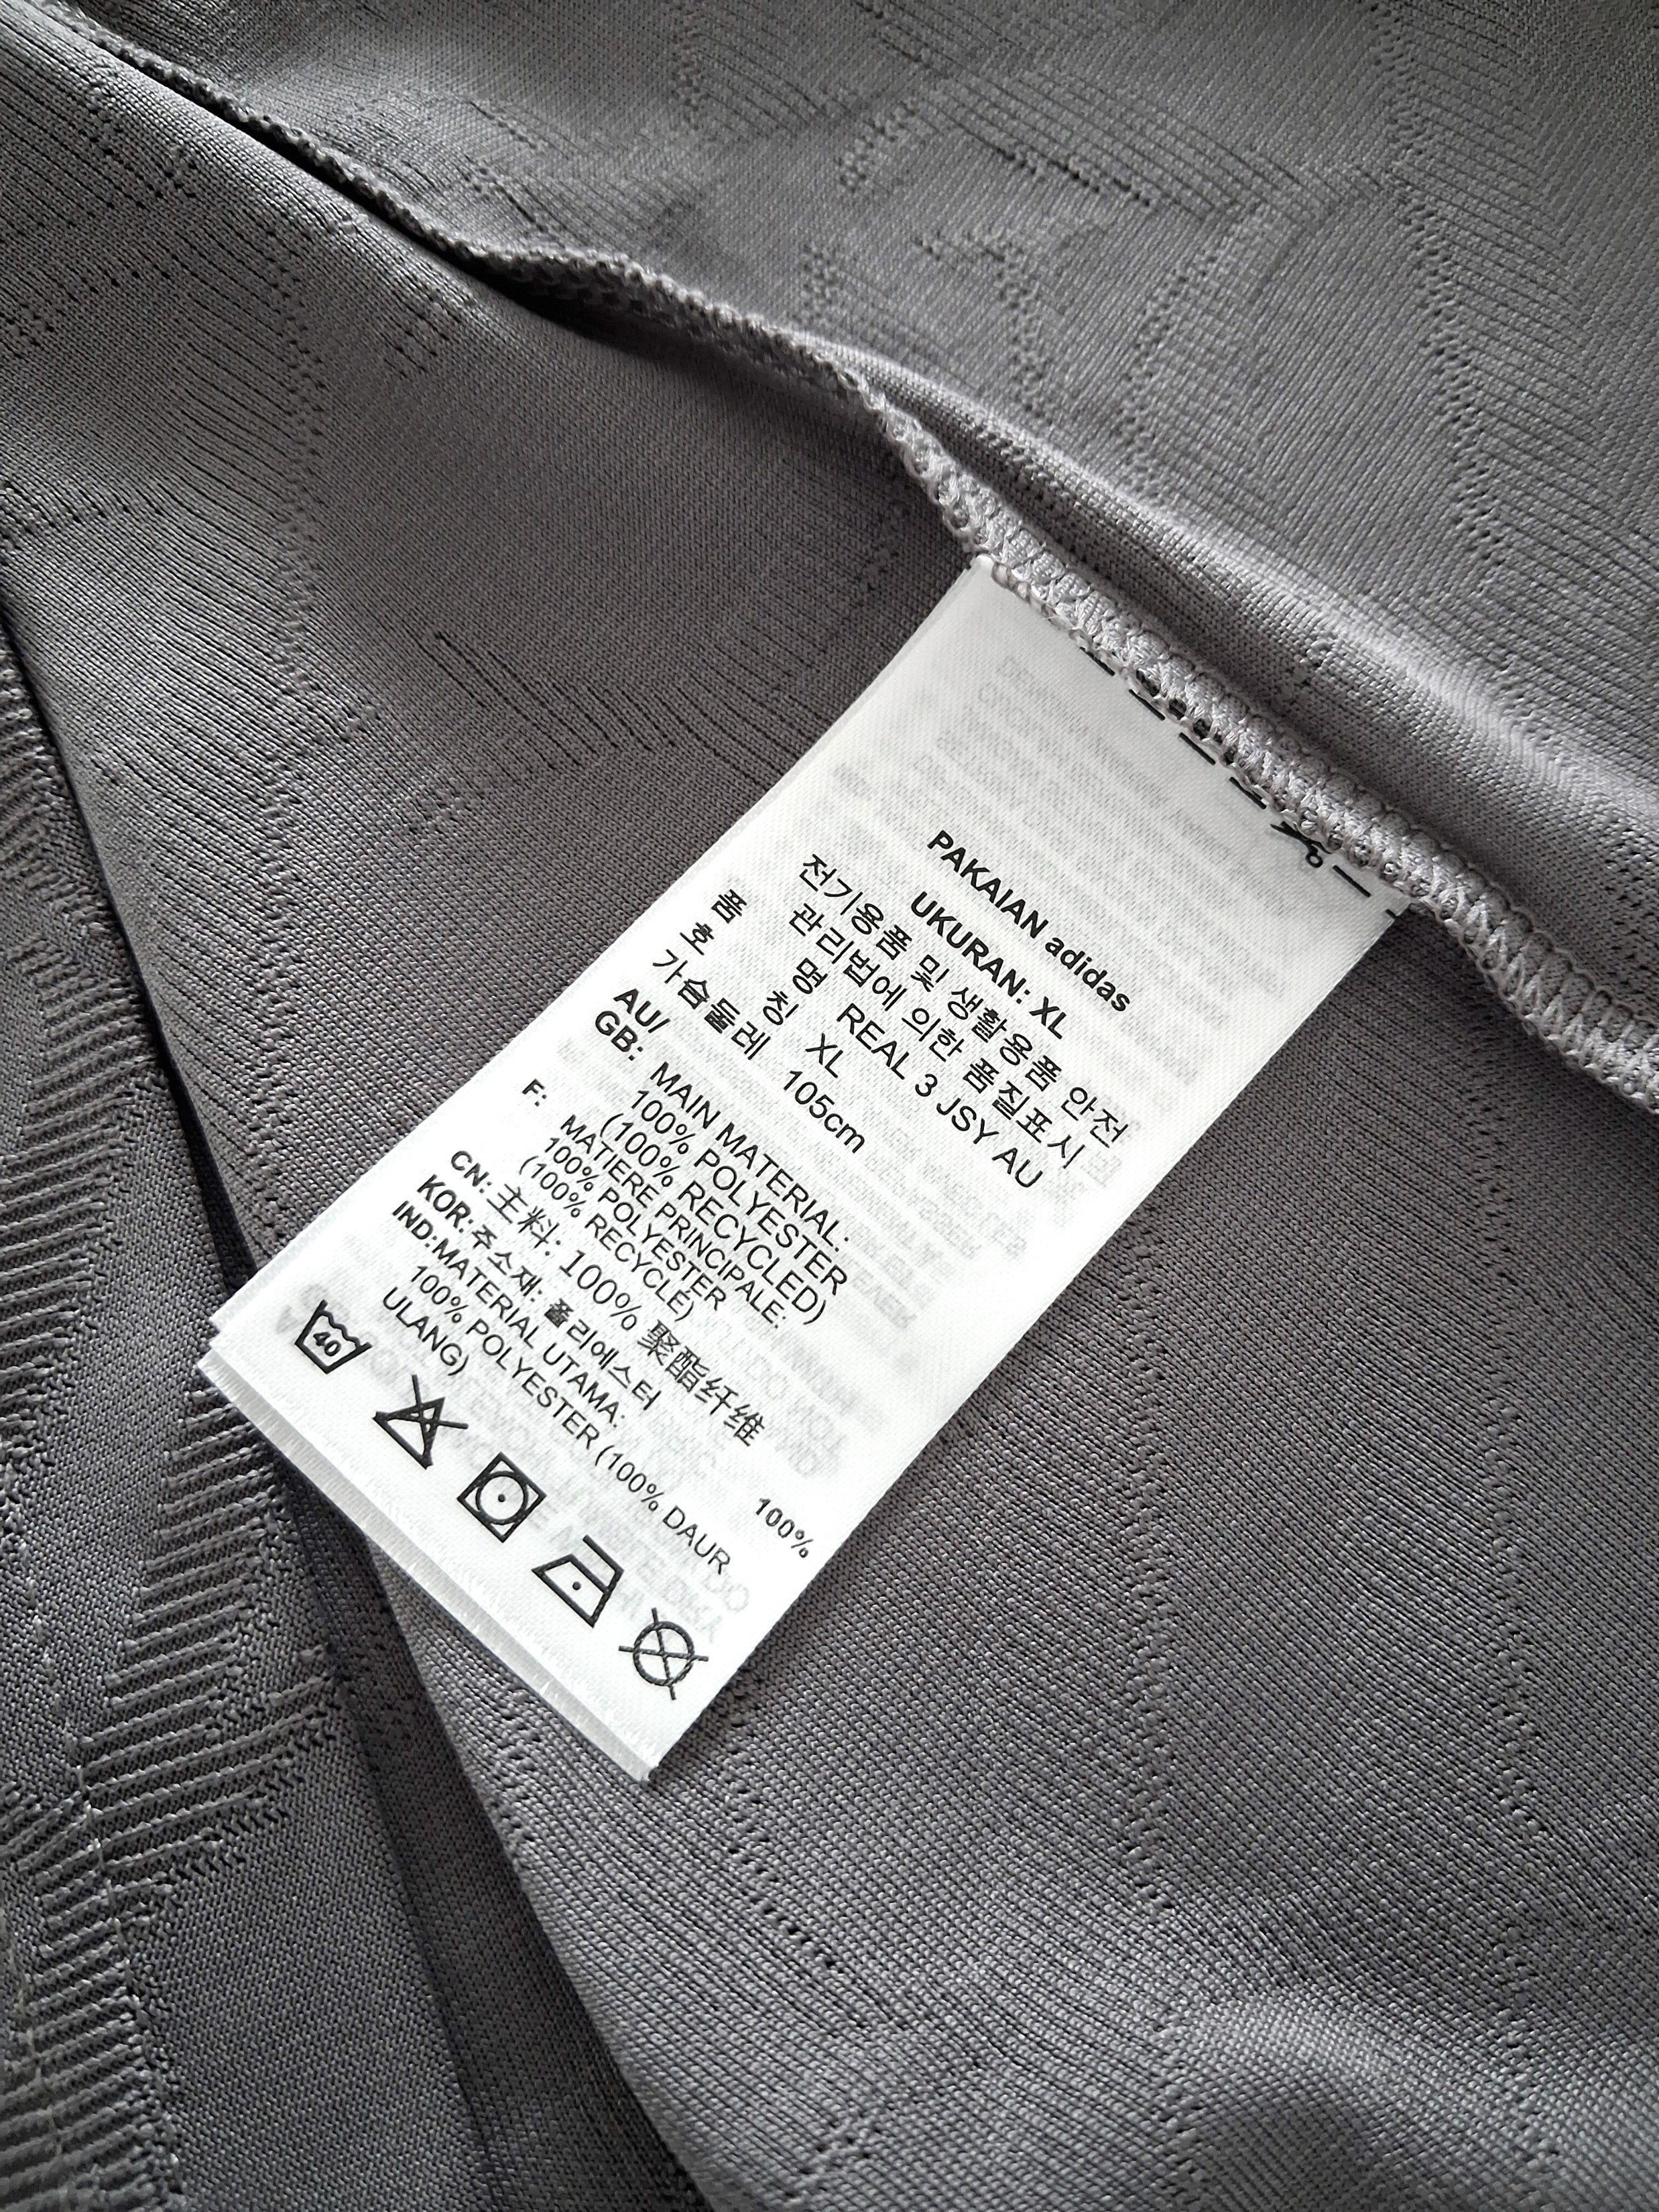 PAKAIAN adidas
UKURAN: XL
전기용품 및 생활용품 안전
관리법에 의한 품질표시
품 명 REAL 3 JSY AU
호 칭 XL
가슴둘레 105cm
AU/
GB: MAIN MATERIAL:
100% POLYESTER
(100% RECYCLED)
F: MATIERE PRINCIPALE:
100% POLYESTER
(100% RECYCLÉ)
CN: 主料: 100% 聚酯纤维
KOR: 주소재: 폴리에스터 100%
IND: MATERIAL UTAMA:
100% POLYESTER (100% DAUR
ULANG)
40